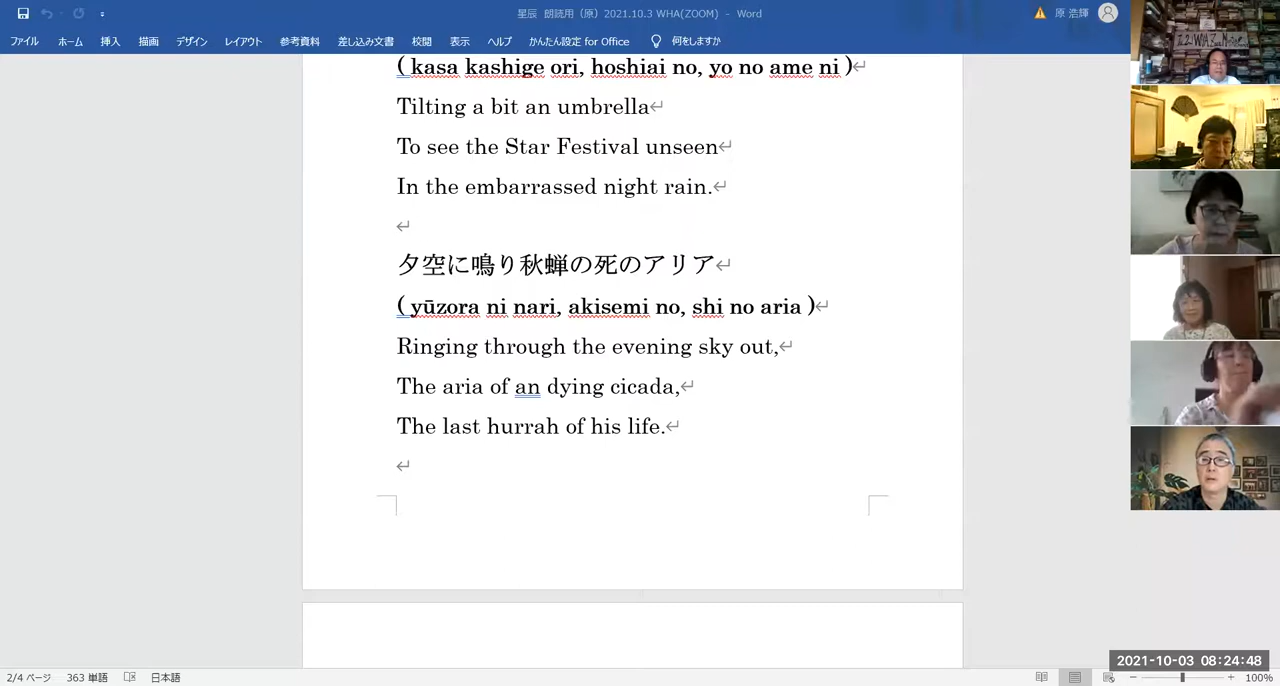 星辰 朗読用（原）2021.10.3 WHA(ZOOM) – Word
原 浩輝
ファイル ホーム 挿入 描画 デザイン レイアウト 参考資料 差し込み文書 校閲 表示 ヘルプ かんたん設定 for Office 何をしますか
( kasa kashige ori, hoshiai no, yo no ame ni )↵
Tilting a bit an umbrella↵
To see the Star Festival unseen↵
In the embarrassed night rain.↵
↵
夕空に鳴り秋蝉の死のアリア↵
( yūzora ni nari, akisemi no, shi no aria )↵
Ringing through the evening sky out,↵
The aria of an dying cicada,↵
The last hurrah of his life.↵
↵
2021-10-03 08:24:48
2/4 ページ 363 単語 日本語 100%